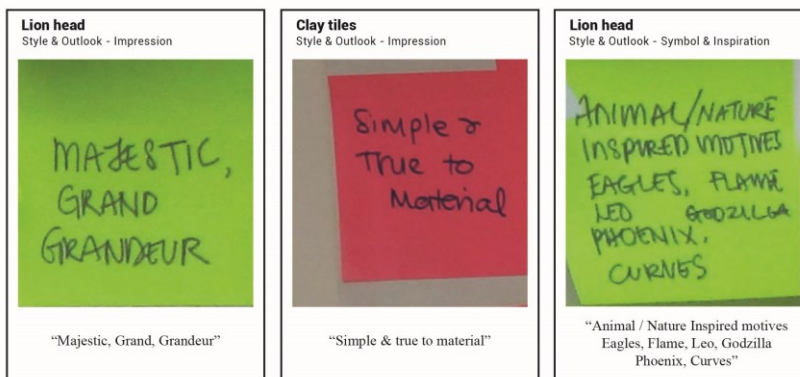 Lion head
Style & Outlook - Impression
MAJESTIC,
GRAND
GRANDEUR
“Majestic, Grand, Grandeur”
Clay tiles
Style & Outlook - Impression
Simple &
True to
Material
“Simple & true to material”
Lion head
Style & Outlook - Symbol & Inspiration
ANIMAL/NATURE
INSPIRED MOTIVES
EAGLES, FLAME
LEO GODZILLA
PHOENIX,
CURVES
“Animal / Nature Inspired motives
Eagles, Flame, Leo, Godzilla
Phoenix, Curves”